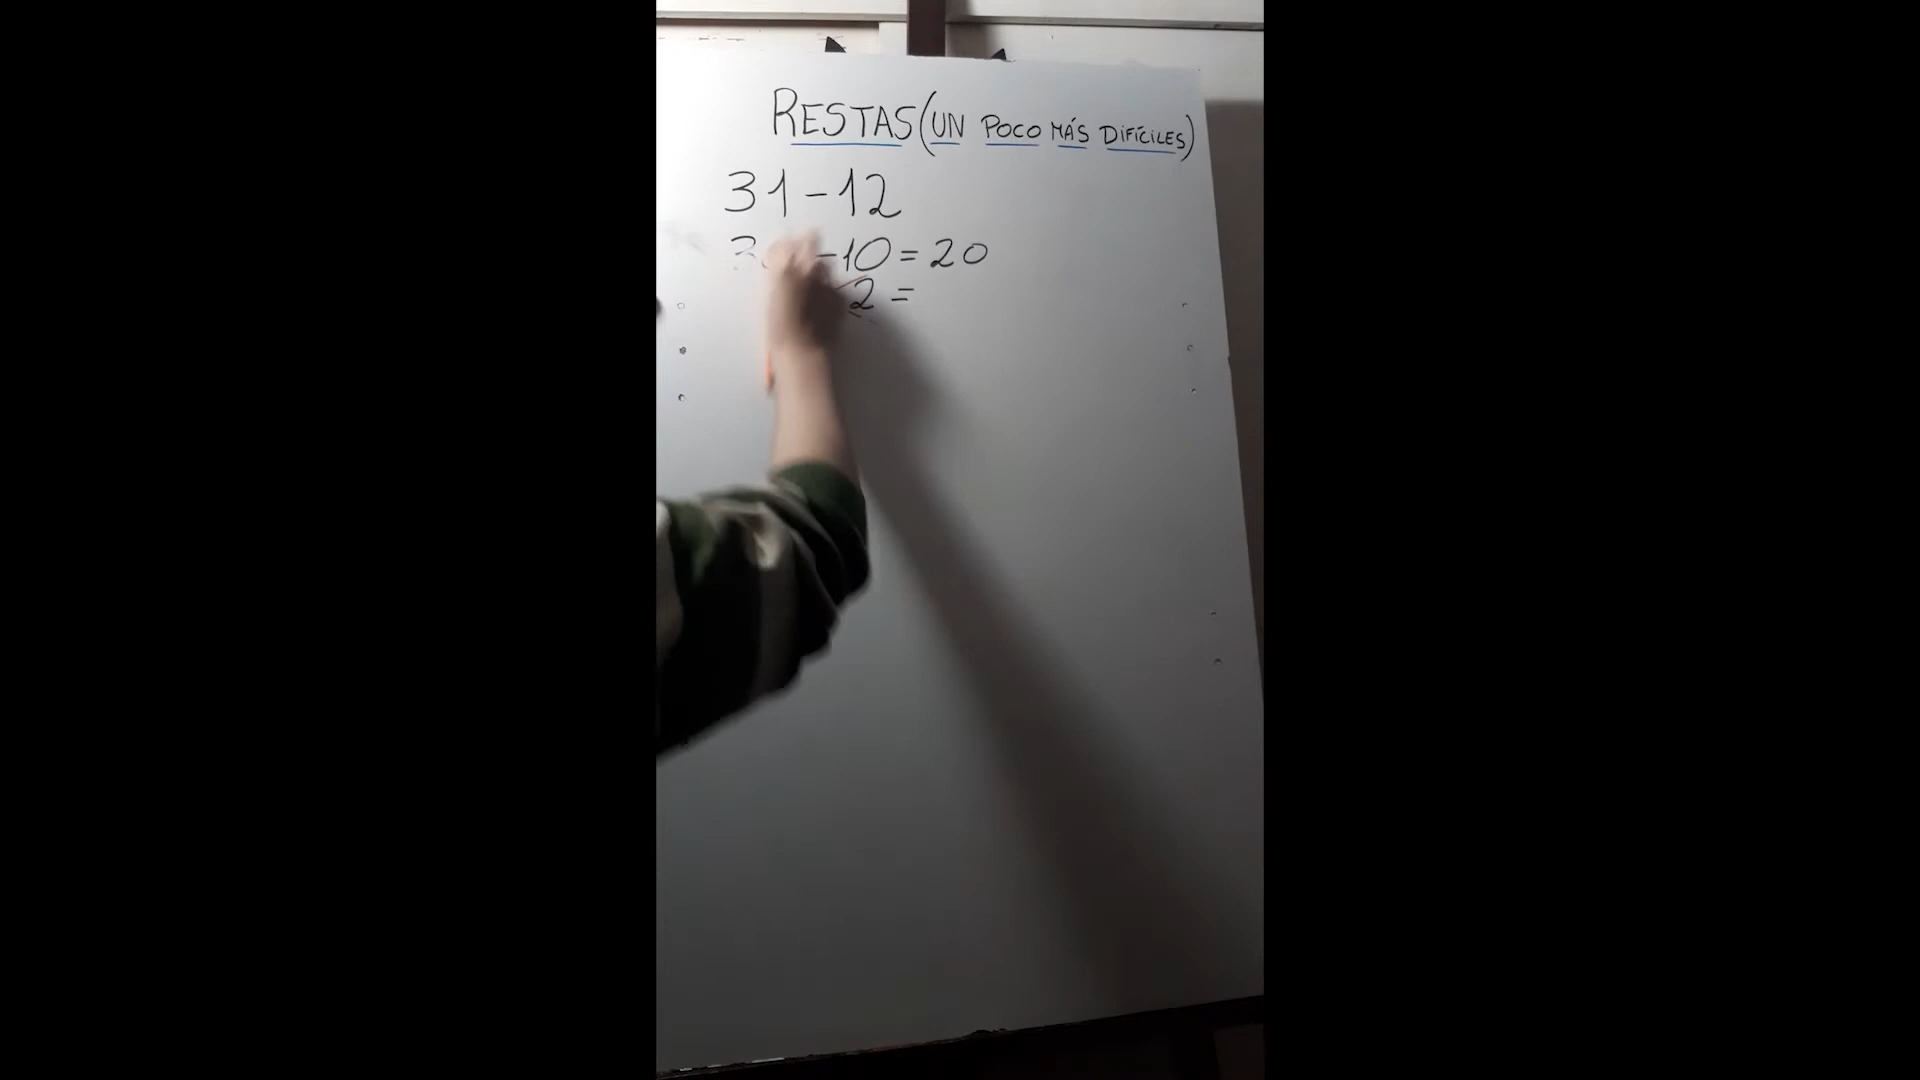 RESTAS (UN POCO MÁS DIFÍCILES)
31-12
-10=20
2=